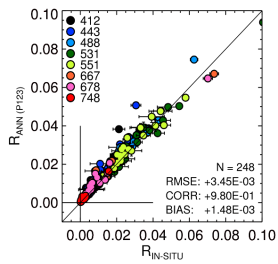 412
443
488
531
551
667
678
748
R_ANN (P123)
0.10
0.08
0.06
0.04
0.02
0.00
N = 248
RMSE: +3.45E-03
CORR: +9.80E-01
BIAS: +1.48E-03
0.00 0.02 0.04 0.06 0.08 0.10
R_IN-SITU